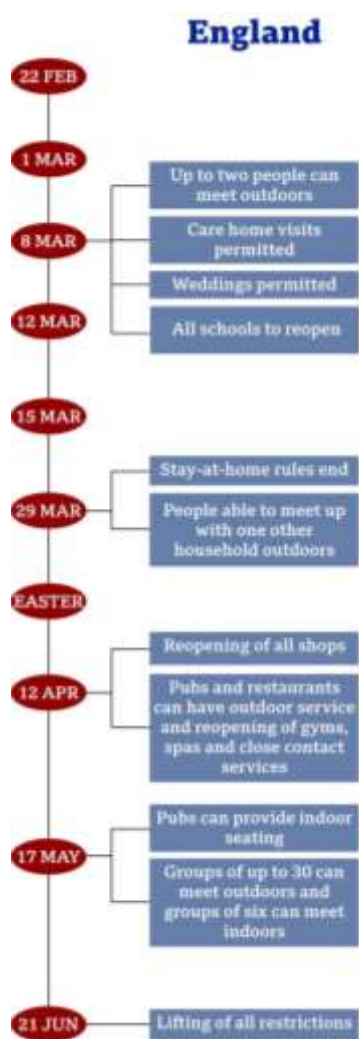 England
22 FEB
1 MAR
Up to two people can
meet outdoors
8 MAR
Care home visits
permitted
Weddings permitted
12 MAR
All schools to reopen
15 MAR
Stay-at-home rules end
29 MAR
People able to meet up
with one other
household outdoors
EASTER
Reopening of all shops
12 APR
Pubs and restaurants
can have outdoor service
and reopening of gyms,
spas and close contact
services
Pubs can provide indoor
seating
17 MAY
Groups of up to 30 can
meet outdoors and
groups of six can meet
indoors
21 JUN
Lifting of all restrictions